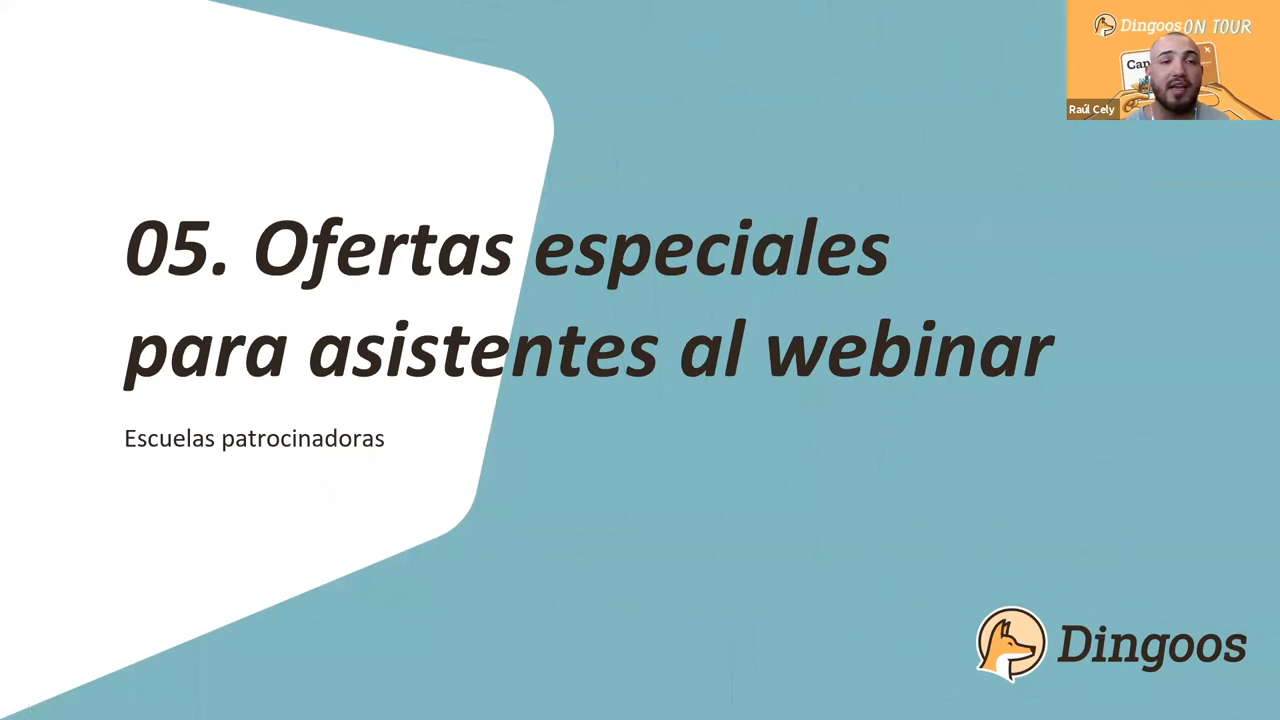 Dingoos ON TOUR
Raúl Cely
05. Ofertas especiales
para asistentes al webinar
Escuelas patrocinadoras
Dingoos